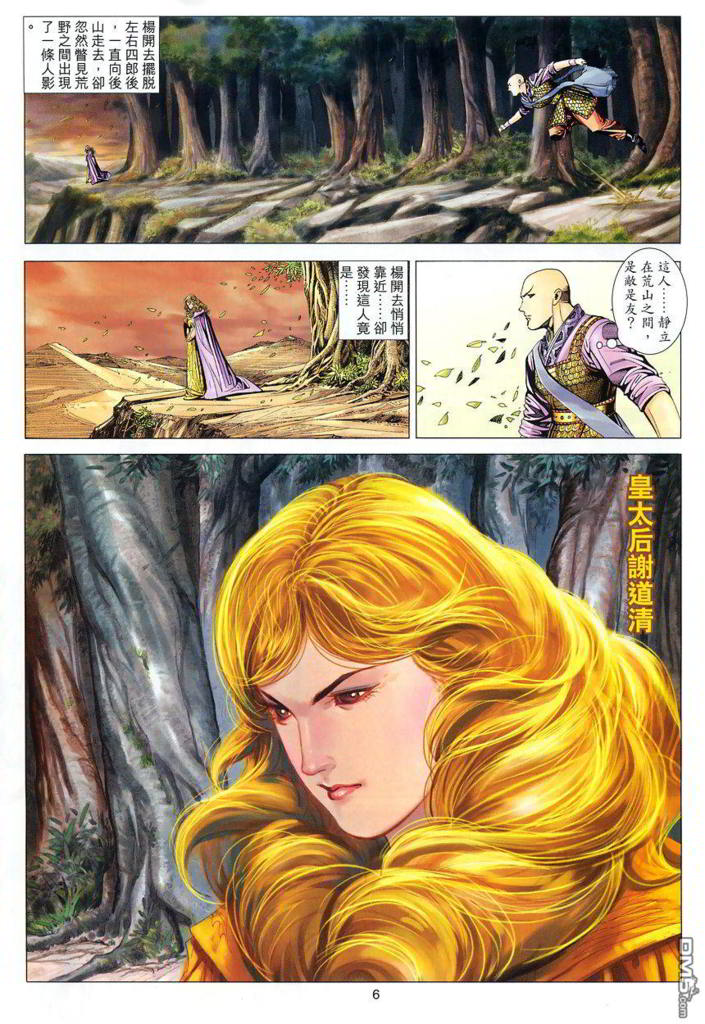 楊開去擺脫
左右四郎後
，一直向後
山走去，卻
忽然瞥見荒
野之間出現
了一條人影
。
楊開去悄悄
靠近……卻
發現這人竟
是……
這人……靜立
在荒山之間，
是敵是友？
皇太后謝道清
6
DM5.com